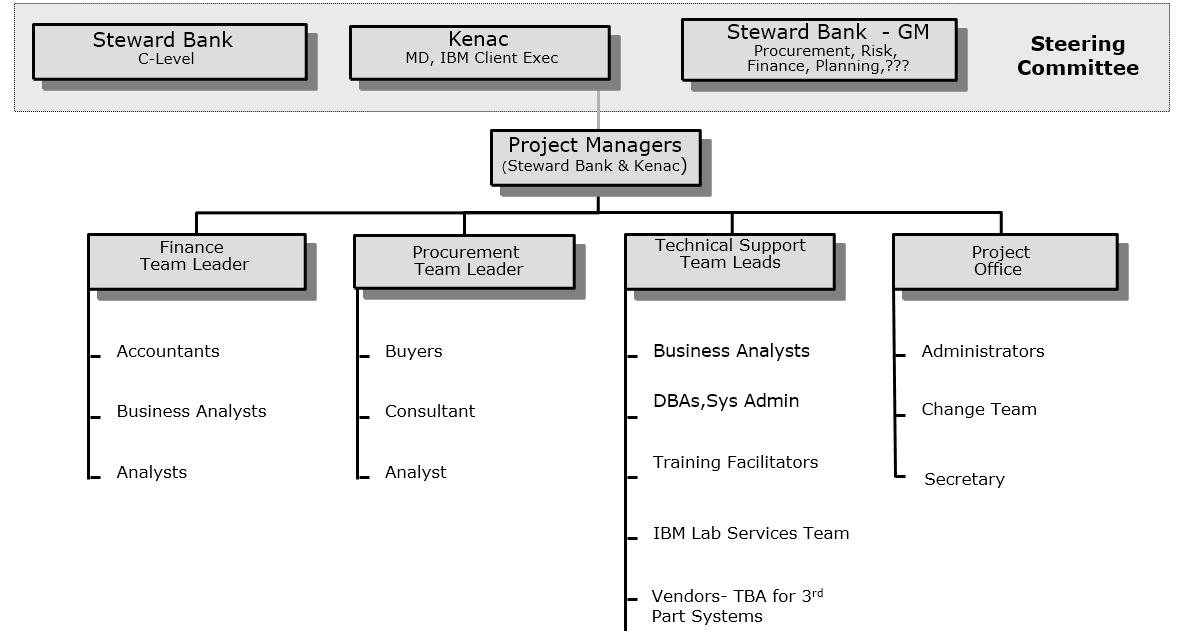 Steward Bank
C-Level
Kenac
MD, IBM Client Exec
Steward Bank - GM
Procurement, Risk,
Finance, Planning,???
Steering
Committee
Project Managers
(Steward Bank & Kenac)
Finance
Team Leader
Accountants
Business Analysts
Analysts
Procurement
Team Leader
Buyers
Consultant
Analyst
Technical Support
Team Leads
Business Analysts
DBAs,Sys Admin
Training Facilitators
IBM Lab Services Team
Vendors- TBA for 3rd
Part Systems
Project
Office
Administrators
Change Team
Secretary